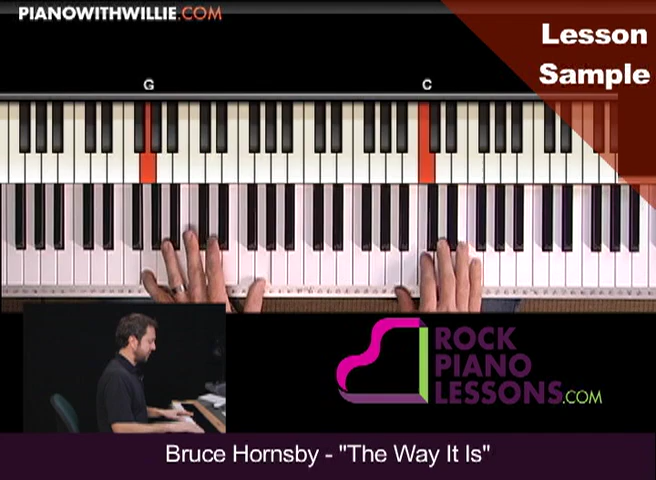 PIANOWITHWILLIE.COM
Lesson
Sample
G
C
ROCK
PIANO
LESSONS.COM
Bruce Hornsby - "The Way It Is"